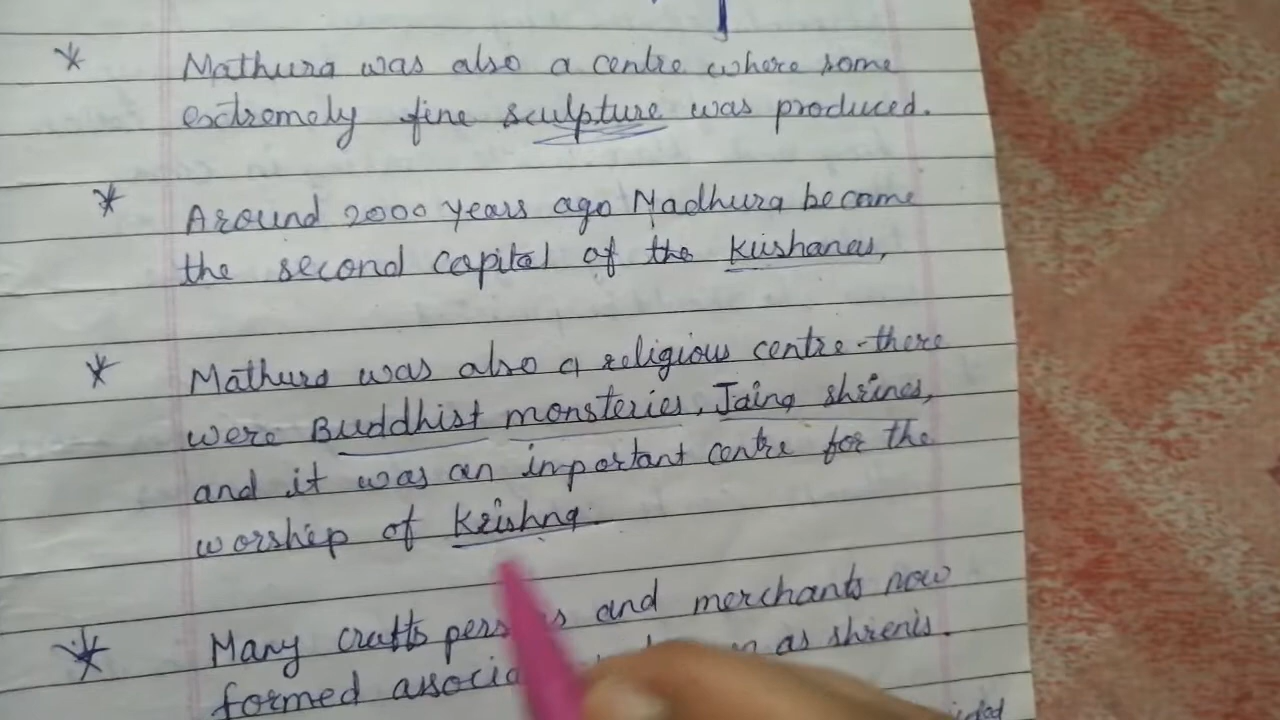 * Mathura was also a centre where some
extremely fine sculpture was produced.
* Around 2000 years ago Madhura became
the second capital of the Kushanas,
* Mathura was also a religious centre-there
were Buddhist monsteries, Jaina shrines,
and it was an important centre for the
worship of Krishna.
* Many crafts and merchants now
formed as shrenis.